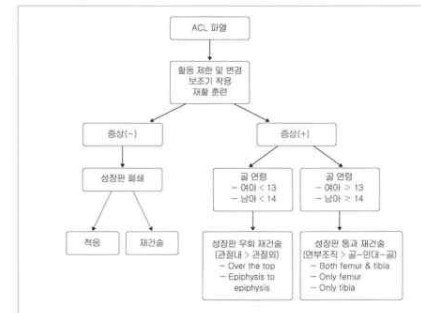 ACL 파열
활동 제한 및 변경
보조기 착용
재활 훈련
증상(-)
증상(+)
성장판 폐쇄
골 연령
- 여아 < 13
- 남아 < 14
골 연령
- 여아 ≥ 13
- 남아 ≥ 14
적응
재건술
성장판 우회 재건술
(관절내 > 관절외)
- Over the top
- Epiphysis to
epiphysis
성장판 통과 재건술
(연부조직 > 골-인대-골)
- Both femur & tibia
- Only femur
- Only tibia